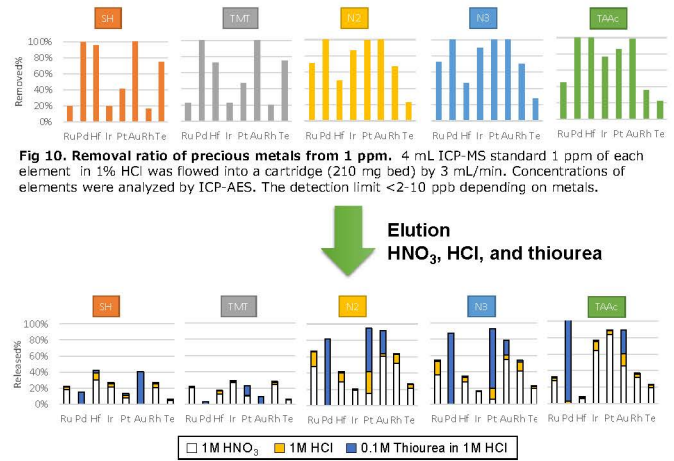 SH TMT N2 N3 TAAc
100%
80%
60%
40%
20%
0%
Removed%
Ru Pd Hf Ir Pt Au Rh Te
Ru Pd Hf Ir Pt Au Rh Te
Ru Pd Hf Ir Pt Au Rh Te
Ru Pd Hf Ir Pt Au Rh Te
Ru Pd Hf Ir Pt Au Rh Te
Fig 10. Removal ratio of precious metals from 1 ppm. 4 mL ICP-MS standard 1 ppm of each
element in 1% HCl was flowed into a cartridge (210 mg bed) by 3 mL/min. Concentrations of
elements were analyzed by ICP-AES. The detection limit <2-10 ppb depending on metals.
Elution
HNO₃, HCl, and thiourea
SH TMT N2 N3 TAAc
100%
80%
60%
40%
20%
0%
Released%
Ru Pd Hf Ir Pt Au Rh Te
Ru Pd Hf Ir Pt Au Rh Te
Ru Pd Hf Ir Pt Au Rh Te
Ru Pd Hf Ir Pt Au Rh Te
Ru Pd Hf Ir Pt Au Rh Te
1M HNO₃ 1M HCl 0.1M Thiourea in 1M HCl